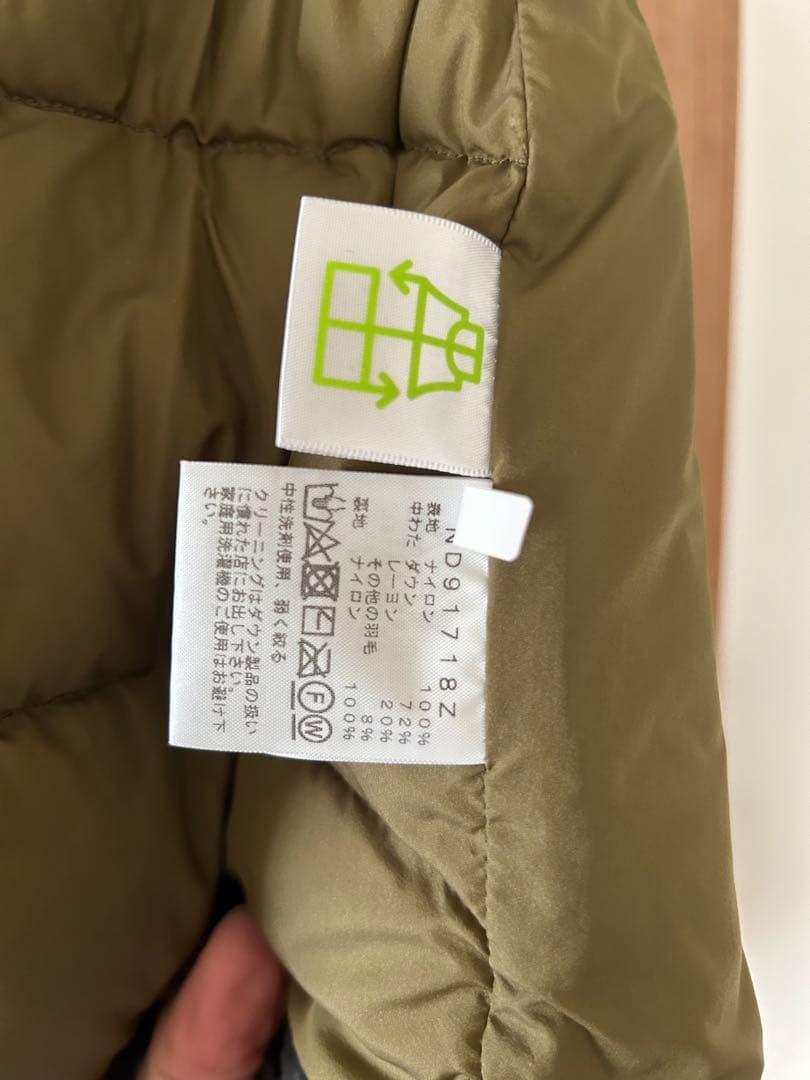 ND91718Z
表地 ナイロン 100%
中わた ダウン 72%
レーヨン 20%
その他の羽毛 8%
裏地 ナイロン 100%
F W
中性洗剤使用、弱く絞る
クリーニングはダウン製品の扱い
に慣れた店にお出し下さい。
家庭用洗濯機のご使用はお避け下
さい。